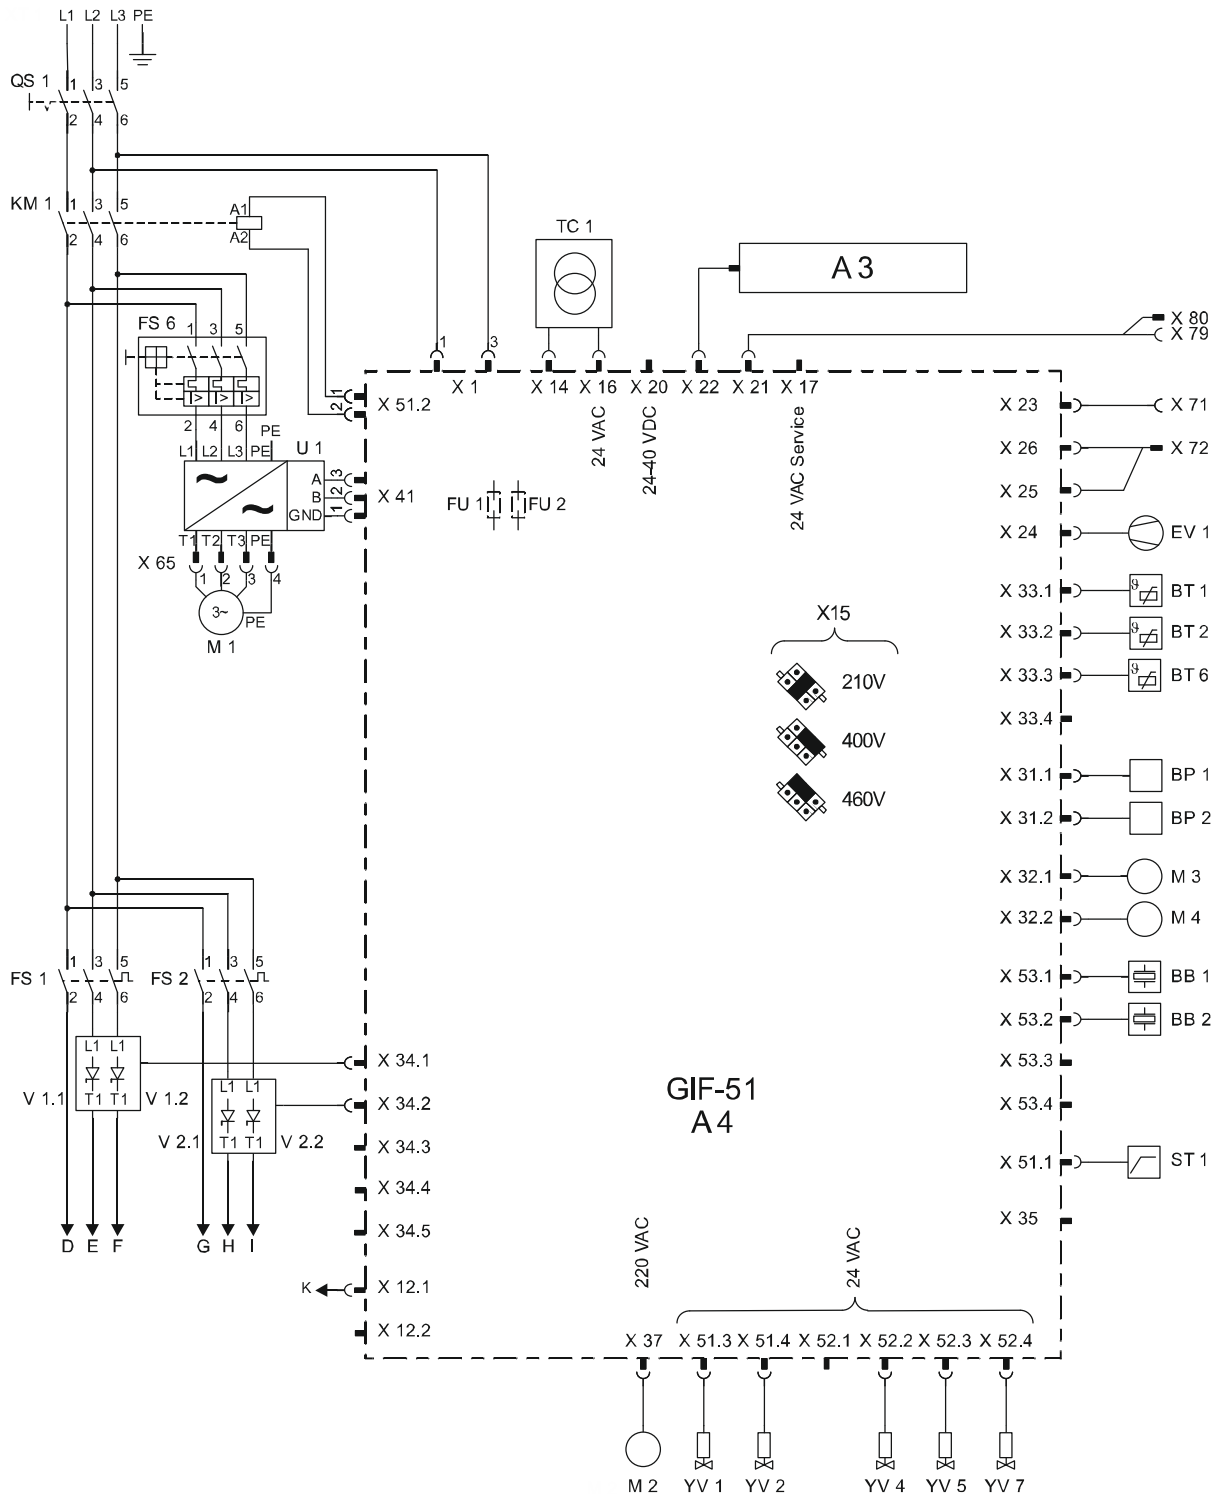 L1 L2 L3 PE
QS 1 1 3 5
2 4 6
KM 1 1 3 5
2 4 6
A1
A2
TC 1
A 3
X 80
X 79
FS 6 1 3 5
I> I> I>
2 4 6
1 3
X 1 X 14 X 16 X 20 X 22 X 21 X 17
24 VAC
24-40 VDC
24 VAC Service
1
2
X 51.2
L1 L2 L3 PE PE
U 1
A 3
B 2
GND 1
X 41
FU 1 FU 2
T1 T2 T3 PE
X 65
1 2 3 4
3~
PE
M 1
X 23 X 71
X 26 X 72
X 25
X 24 EV 1
X 33.1 ϑ BT 1
X 33.2 ϑ BT 2
X 33.3 ϑ BT 6
X 33.4
X 31.1 BP 1
X 31.2 BP 2
X 32.1 M 3
X 32.2 M 4
X 53.1 BB 1
X 53.2 BB 2
X 53.3
X 53.4
X 51.1 ST 1
X 35
X15
210V
400V
460V
FS 1 1 3 5
2 4 6
FS 2 1 3 5
2 4 6
L1 L1
V 1.1 T1 T1 V 1.2
L1 L1
V 2.1 T1 T1 V 2.2
X 34.1
X 34.2
X 34.3
X 34.4
X 34.5
D E F G H I
K X 12.1
X 12.2
GIF-51
A 4
220 VAC
24 VAC
X 37 X 51.3 X 51.4 X 52.1 X 52.2 X 52.3 X 52.4
M 2 YV 1 YV 2 YV 4 YV 5 YV 7